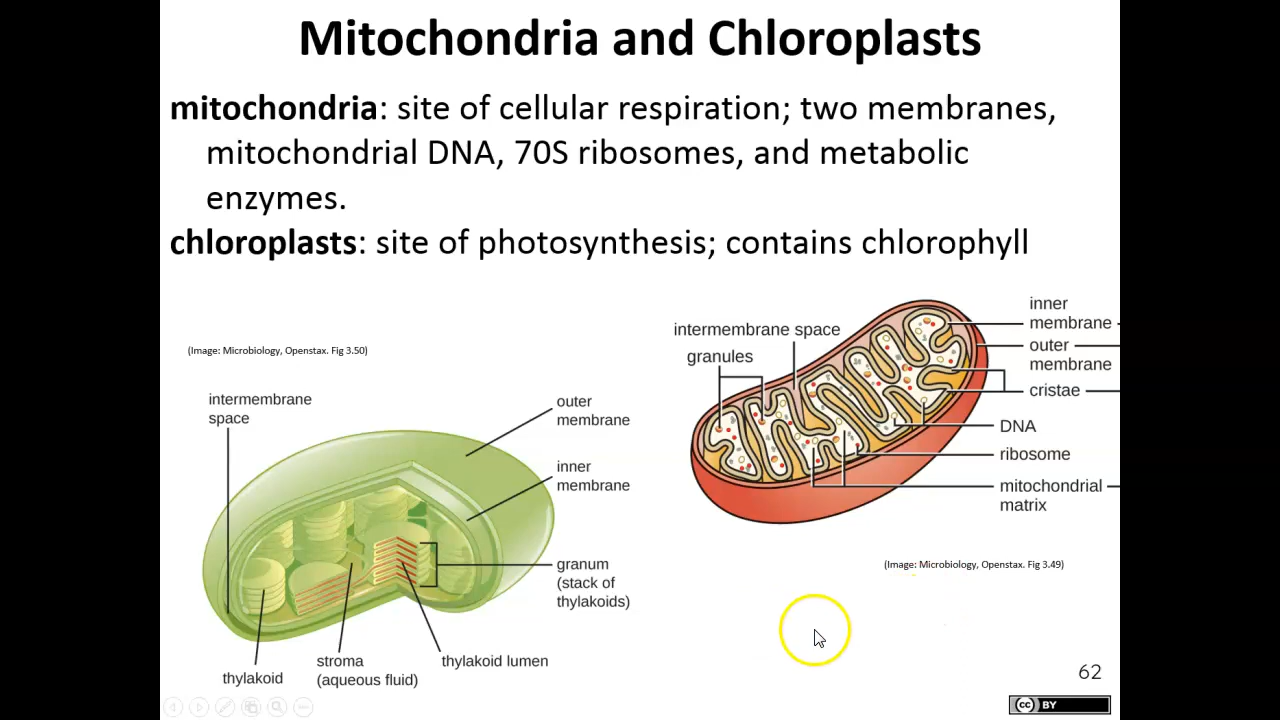 Mitochondria and Chloroplasts
mitochondria: site of cellular respiration; two membranes,
mitochondrial DNA, 70S ribosomes, and metabolic
enzymes.
chloroplasts: site of photosynthesis; contains chlorophyll
(Image: Microbiology, Openstax. Fig 3.50)
intermembrane
space
outer
membrane
inner
membrane
granum
(stack of
thylakoids)
thylakoid lumen
stroma
(aqueous fluid)
thylakoid
intermembrane space
granules
inner
membrane
outer
membrane
cristae
DNA
ribosome
mitochondrial
matrix
(Image: Microbiology, Openstax. Fig 3.49)
62
cc BY